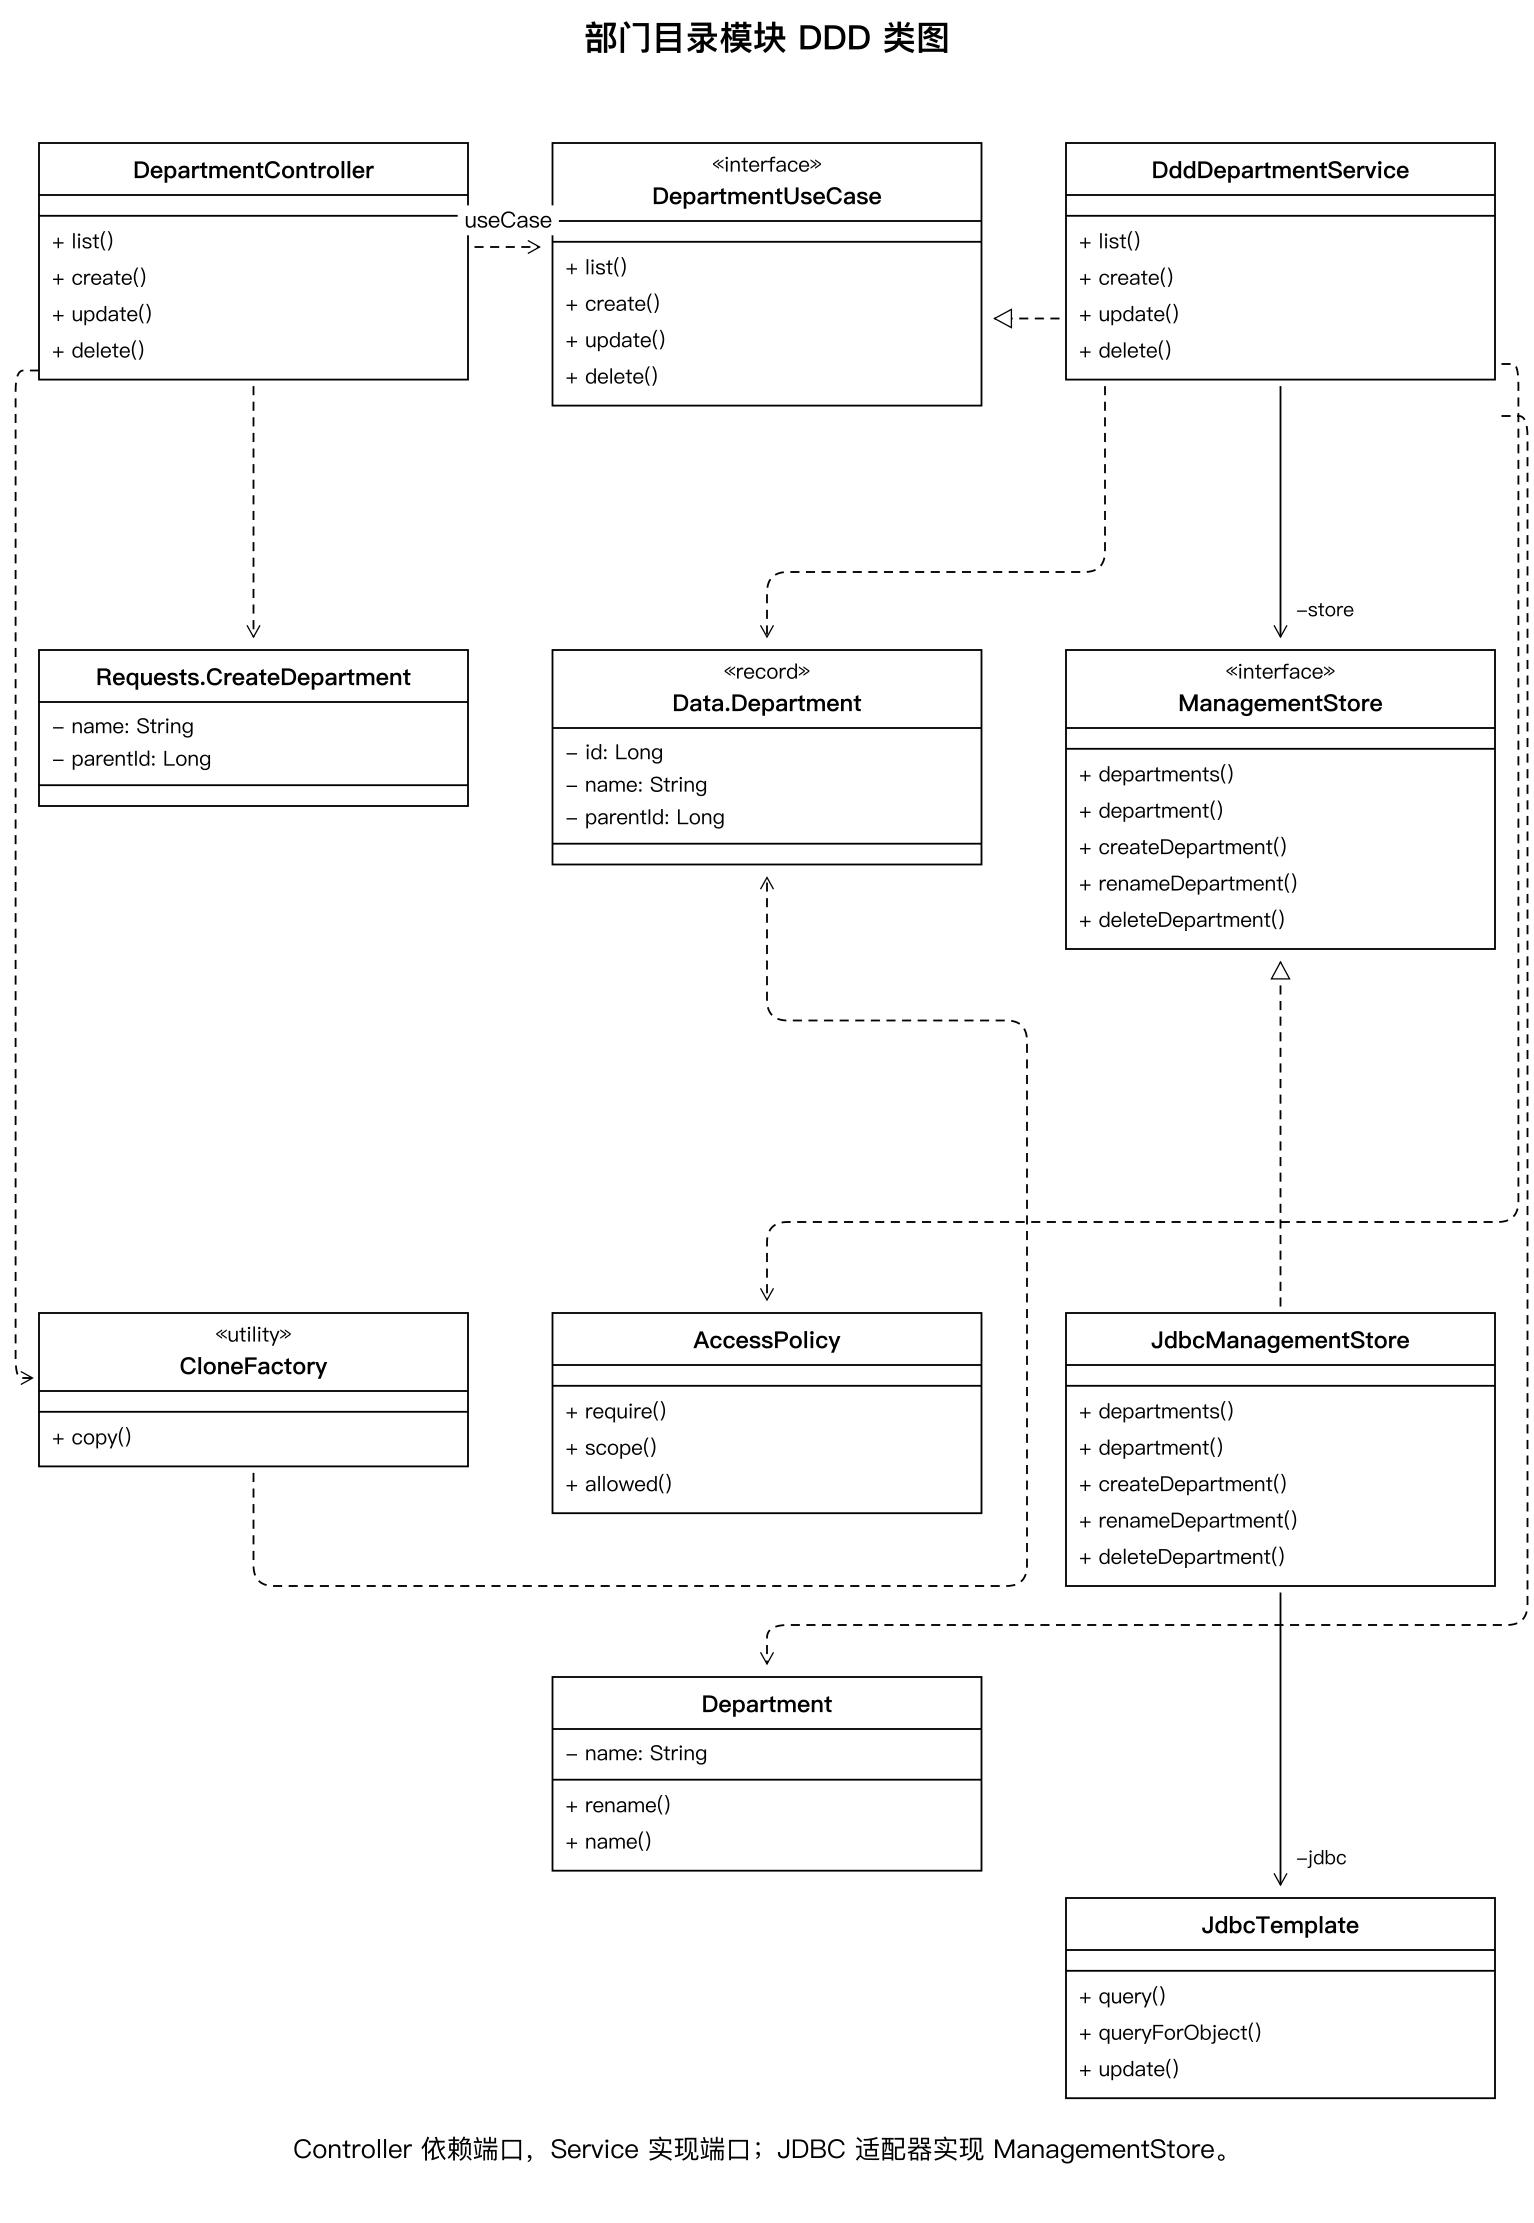 部门目录模块 DDD 类图
DepartmentController
+ list()
+ create()
+ update()
+ delete()
useCase
«interface»
DepartmentUseCase
+ list()
+ create()
+ update()
+ delete()
DddDepartmentService
+ list()
+ create()
+ update()
+ delete()
–store
Requests.CreateDepartment
– name: String
– parentId: Long
«record»
Data.Department
– id: Long
– name: String
– parentId: Long
«interface»
ManagementStore
+ departments()
+ department()
+ createDepartment()
+ renameDepartment()
+ deleteDepartment()
«utility»
CloneFactory
+ copy()
AccessPolicy
+ require()
+ scope()
+ allowed()
JdbcManagementStore
+ departments()
+ department()
+ createDepartment()
+ renameDepartment()
+ deleteDepartment()
Department
– name: String
+ rename()
+ name()
–jdbc
JdbcTemplate
+ query()
+ queryForObject()
+ update()
Controller 依赖端口，Service 实现端口；JDBC 适配器实现 ManagementStore。